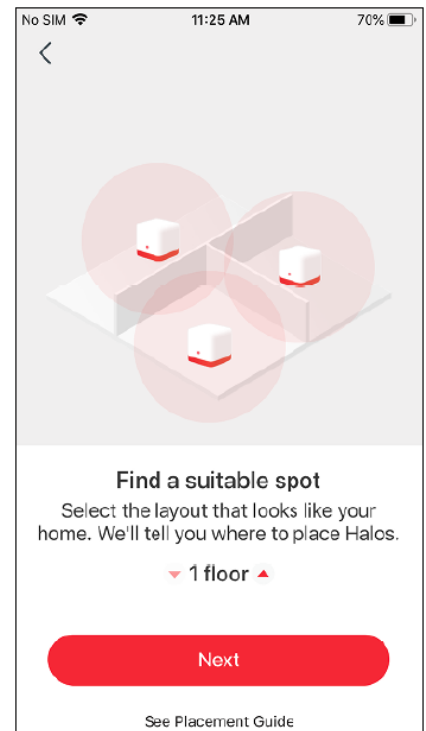 No SIM 11:25 AM 70%
Find a suitable spot
Select the layout that looks like your
home. We'll tell you where to place Halos.
1 floor
Next
See Placement Guide